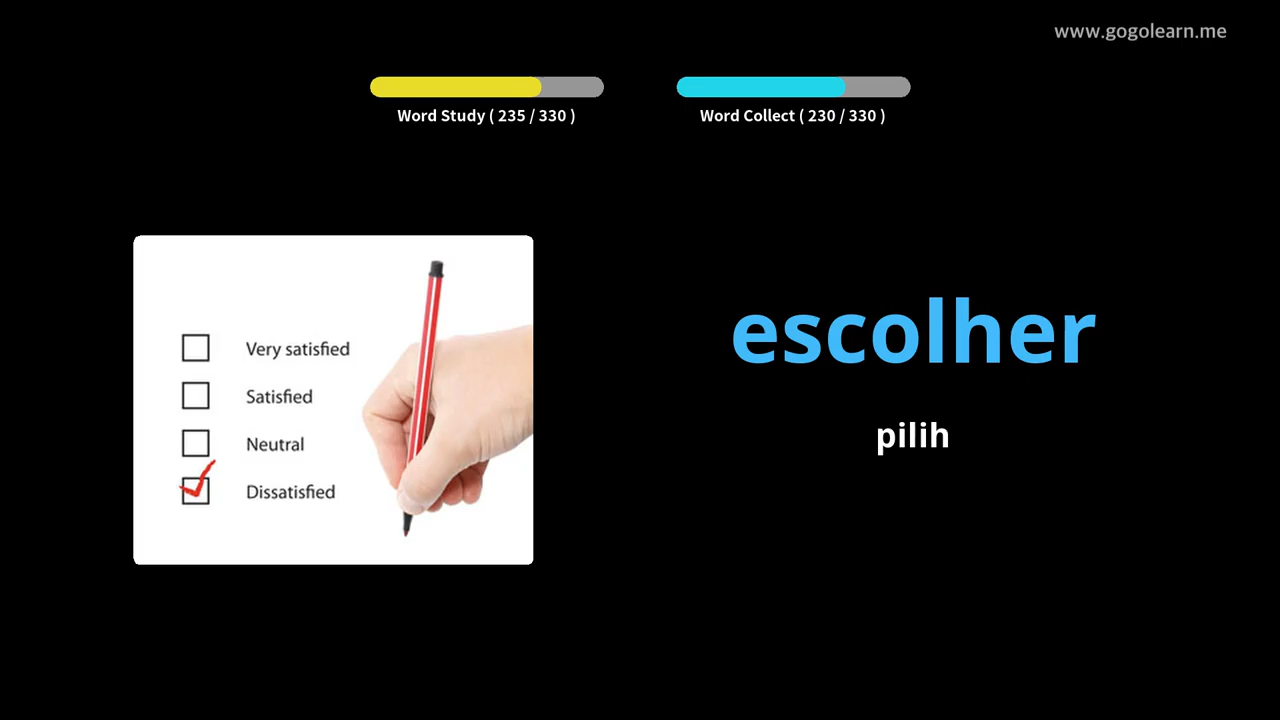 www.gogolearn.me
Word Study ( 235 / 330 )
Word Collect ( 230 / 330 )
Very satisfied
Satisfied
Neutral
Dissatisfied
escolher
pilih